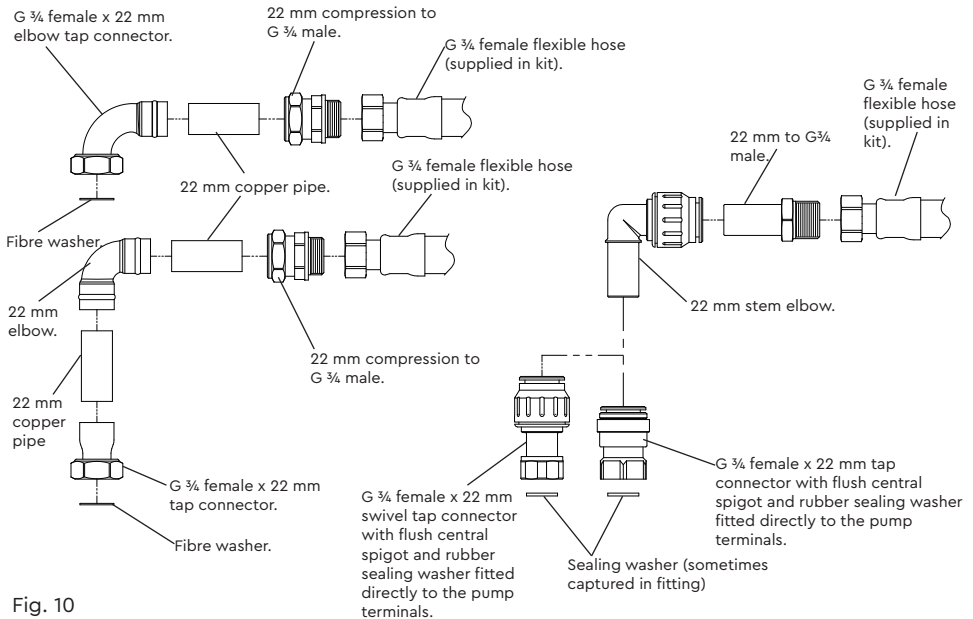 G ¾ female x 22 mm
elbow tap connector.
22 mm compression to
G ¾ male.
G ¾ female flexible hose
(supplied in kit).
22 mm copper pipe.
Fibre washer.
G ¾ female flexible hose
(supplied in kit).
22 mm
elbow.
22 mm compression to
G ¾ male.
22 mm
copper
pipe
G ¾ female x 22 mm
tap connector.
Fibre washer.
22 mm to G¾
male.
G ¾ female
flexible hose
(supplied in
kit).
22 mm stem elbow.
G ¾ female x 22 mm
swivel tap connector
with flush central
spigot and rubber
sealing washer fitted
directly to the pump
terminals.
G ¾ female x 22 mm tap
connector with flush central
spigot and rubber sealing washer
fitted directly to the pump
terminals.
Sealing washer (sometimes
captured in fitting)
Fig. 10